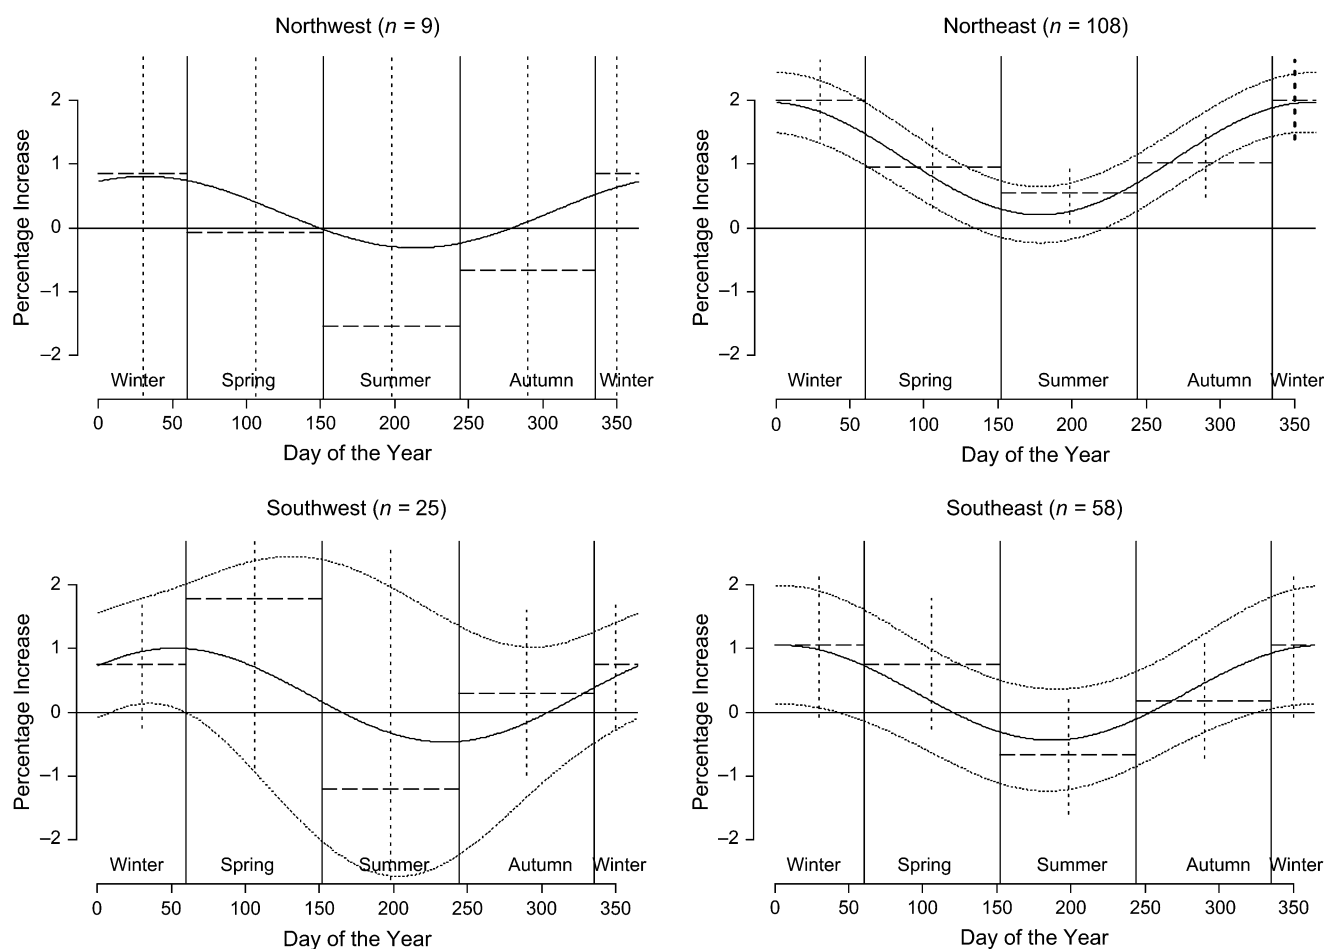 Northwest (n = 9)
Percentage Increase
2
1
0
–1
–2
Winter Spring Summer Autumn Winter
0 50 100 150 200 250 300 350
Day of the Year
Northeast (n = 108)
Percentage Increase
2
1
0
–1
–2
Winter Spring Summer Autumn Winter
0 50 100 150 200 250 300 350
Day of the Year
Southwest (n = 25)
Percentage Increase
2
1
0
–1
–2
Winter Spring Summer Autumn Winter
0 50 100 150 200 250 300 350
Day of the Year
Southeast (n = 58)
Percentage Increase
2
1
0
–1
–2
Winter Spring Summer Autumn Winter
0 50 100 150 200 250 300 350
Day of the Year